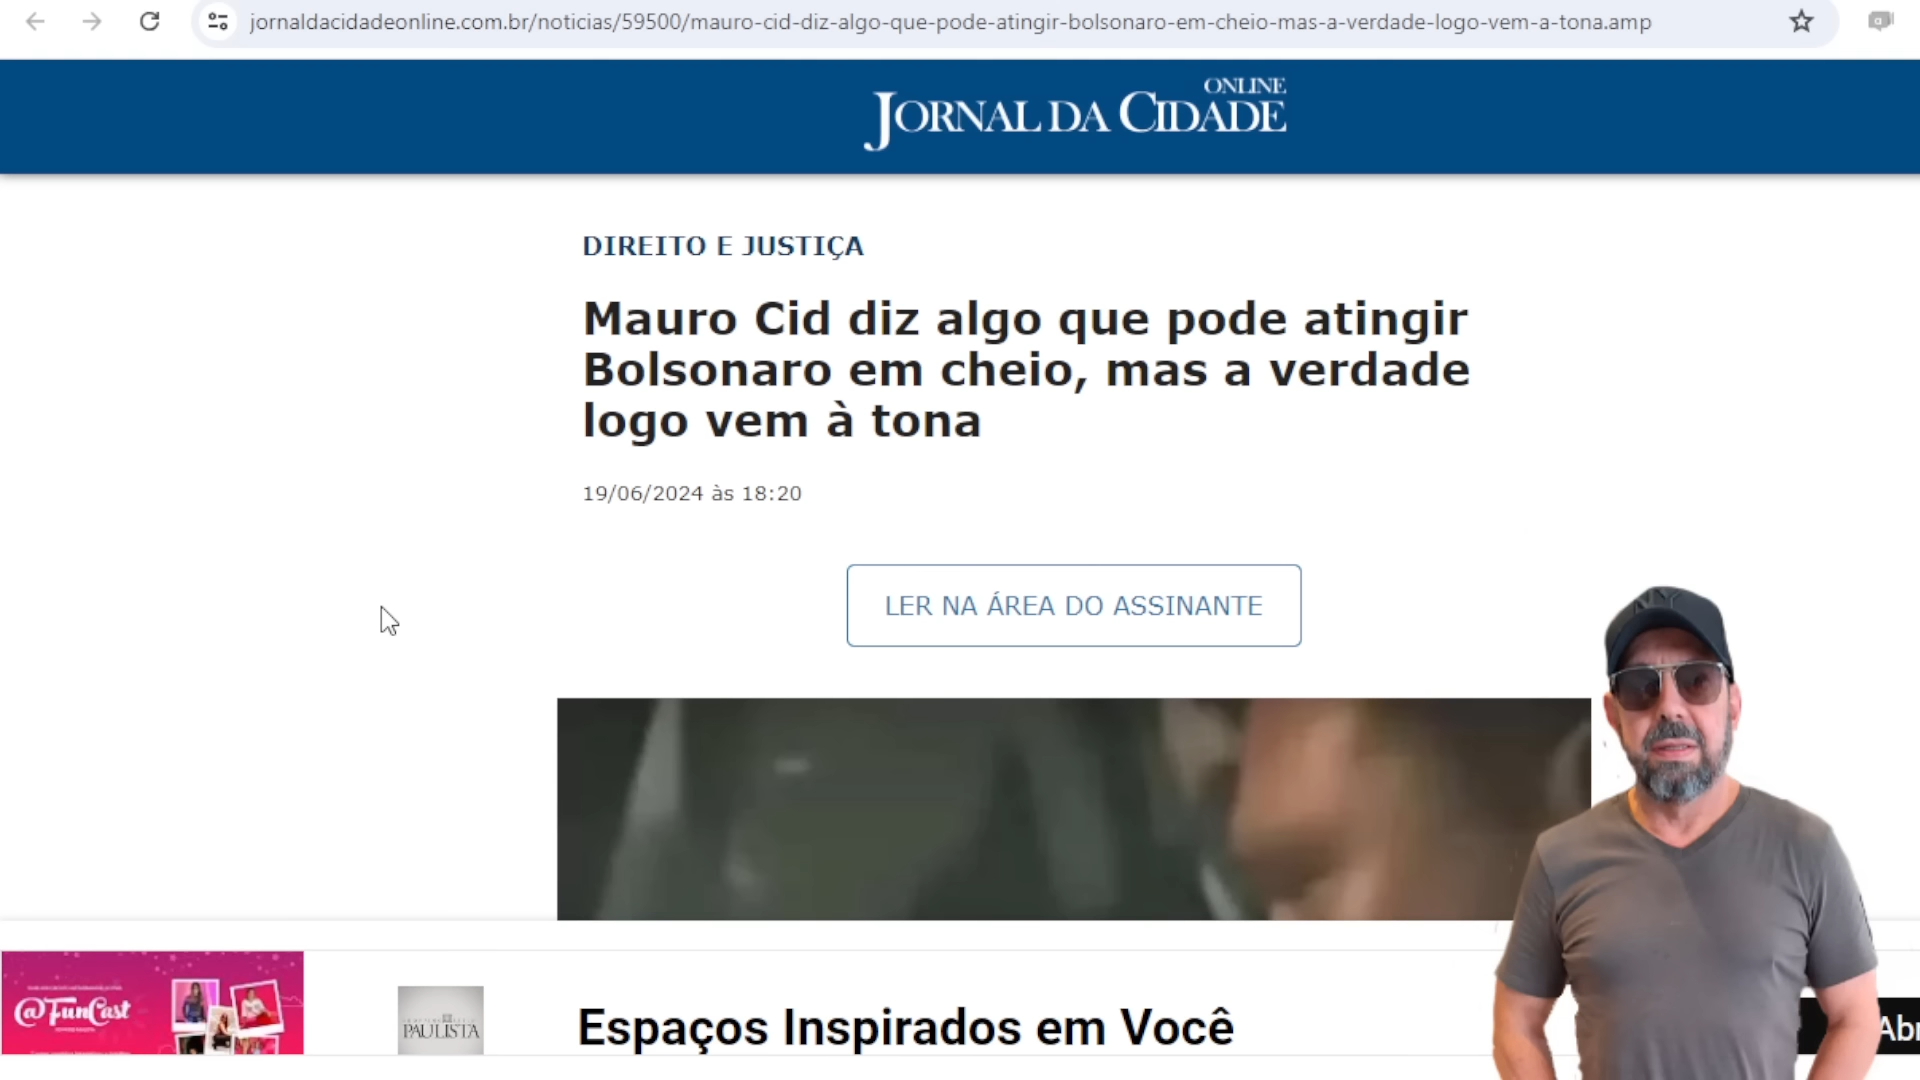 jornaldacidadeonline.com.br/noticias/59500/mauro-cid-diz-algo-que-pode-atingir-bolsonaro-em-cheio-mas-a-verdade-logo-vem-a-tona.amp
ONLINE
JORNAL DA CIDADE
DIREITO E JUSTIÇA
Mauro Cid diz algo que pode atingir
Bolsonaro em cheio, mas a verdade
logo vem à tona
19/06/2024 às 18:20
LER NA ÁREA DO ASSINANTE
NY
@FunCast
PAULISTA
Espaços Inspirados em Você
Abr